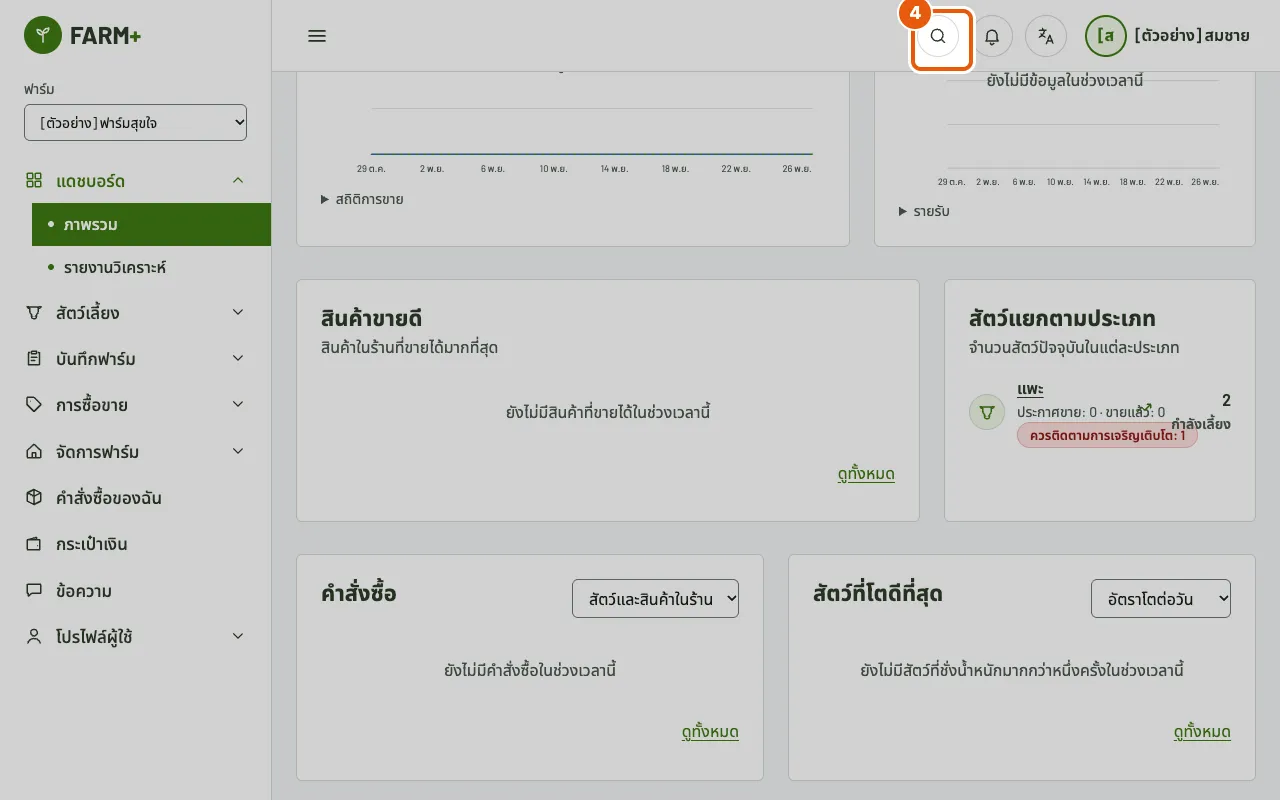 FARM+
ฟาร์ม
[ตัวอย่าง]ฟาร์มสุขใจ
แดชบอร์ด
ภาพรวม
รายงานวิเคราะห์
สัตว์เลี้ยง
บันทึกฟาร์ม
การซื้อขาย
จัดการฟาร์ม
คำสั่งซื้อของฉัน
กระเป๋าเงิน
ข้อความ
โปรไฟล์ผู้ใช้
4
[ส
[ตัวอย่าง]สมชาย
29 ต.ค. 2 พ.ย. 6 พ.ย. 10 พ.ย. 14 พ.ย. 18 พ.ย. 22 พ.ย. 26 พ.ย.
สถิติการขาย
ยังไม่มีข้อมูลในช่วงเวลานี้
29 ต.ค. 2 พ.ย. 6 พ.ย. 10 พ.ย. 14 พ.ย. 18 พ.ย. 22 พ.ย. 26 พ.ย.
รายรับ
สินค้าขายดี
สินค้าในร้านที่ขายได้มากที่สุด
ยังไม่มีสินค้าที่ขายได้ในช่วงเวลานี้
ดูทั้งหมด
สัตว์แยกตามประเภท
จำนวนสัตว์ปัจจุบันในแต่ละประเภท
แพะ
ประกาศขาย: 0 · ขายแล้ว: 0
ควรติดตามการเจริญเติบโต: 1
2
กำลังเลี้ยง
คำสั่งซื้อ
สัตว์และสินค้าในร้าน
ยังไม่มีคำสั่งซื้อในช่วงเวลานี้
ดูทั้งหมด
สัตว์ที่โตดีที่สุด
อัตราโตต่อวัน
ยังไม่มีสัตว์ที่ชั่งน้ำหนักมากกว่าหนึ่งครั้งในช่วงเวลานี้
ดูทั้งหมด